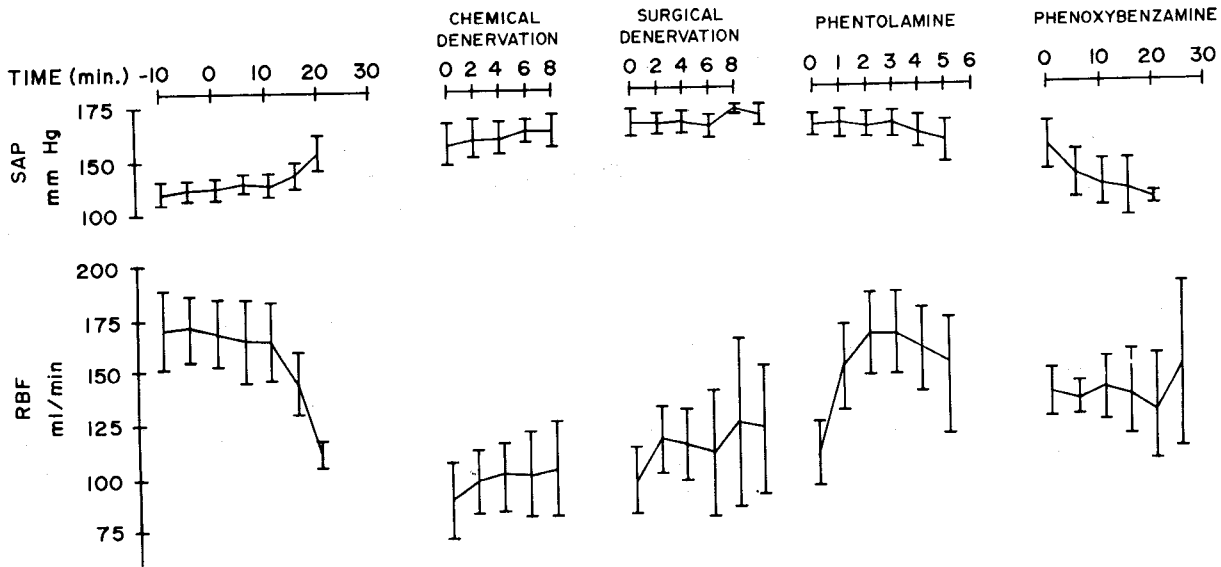 CHEMICAL DENERVATION
SURGICAL DENERVATION
PHENTOLAMINE
PHENOXYBENZAMINE
TIME (min.) -10 0 10 20 30
0 2 4 6 8
0 2 4 6 8
0 1 2 3 4 5 6
0 10 20 30
SAP
mm Hg
175
150
100
RBF
ml/min
200
175
150
125
100
75